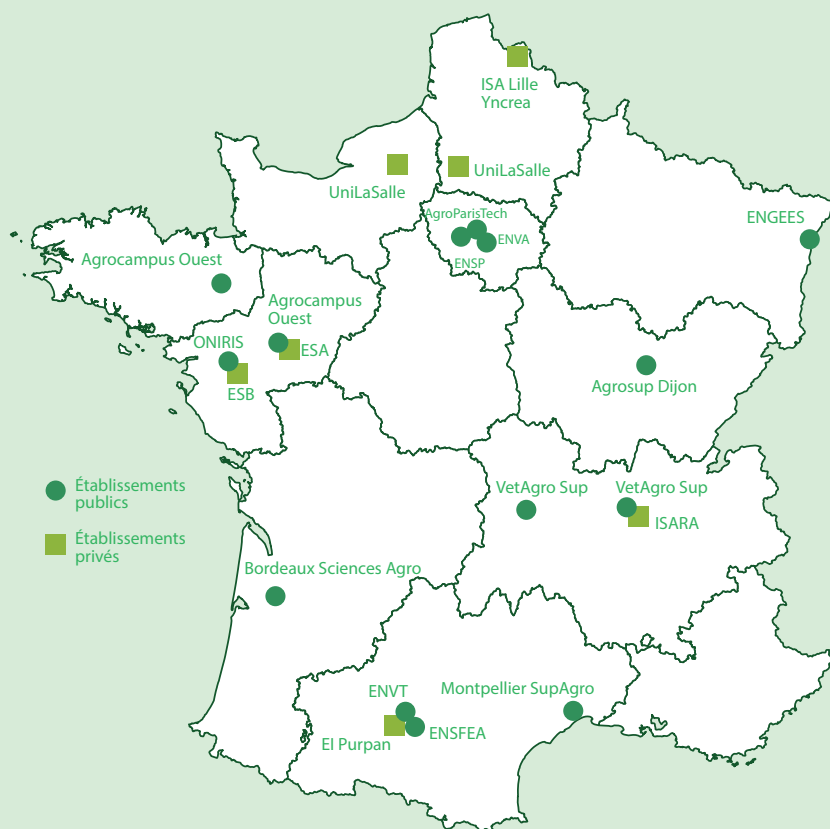 ISA Lille
Yncrea
UniLaSalle
UniLaSalle
AgroParisTech
ENVA
ENSP
ENGEES
Agrocampus Ouest
Agrocampus
Ouest
ESA
ONIRIS
ESB
Agrosup Dijon
Établissements
publics
Établissements
privés
VetAgro Sup
VetAgro Sup
ISARA
Bordeaux Sciences Agro
ENVT
Montpellier SupAgro
ENSFEA
EI Purpan